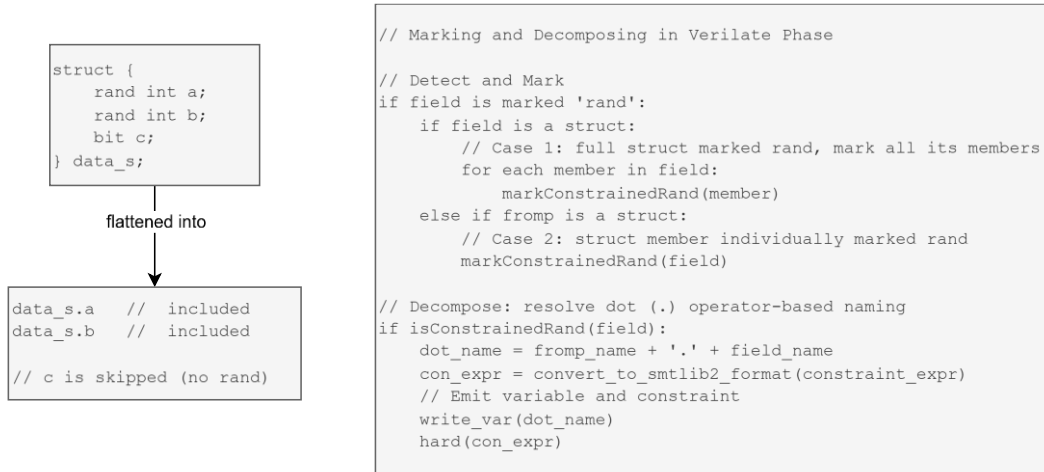 struct {
    rand int a;
    rand int b;
    bit c;
} data_s;
flattened into
data_s.a   //  included
data_s.b   //  included
// c is skipped (no rand)
// Marking and Decomposing in Verilate Phase
// Detect and Mark
if field is marked 'rand':
    if field is a struct:
        // Case 1: full struct marked rand, mark all its members
        for each member in field:
            markConstrainedRand(member)
    else if fromp is a struct:
        // Case 2: struct member individually marked rand
        markConstrainedRand(field)
// Decompose: resolve dot (.) operator-based naming
if isConstrainedRand(field):
    dot_name = fromp_name + '.' + field_name
    con_expr = convert_to_smtlib2_format(constraint_expr)
    // Emit variable and constraint
    write_var(dot_name)
    hard(con_expr)